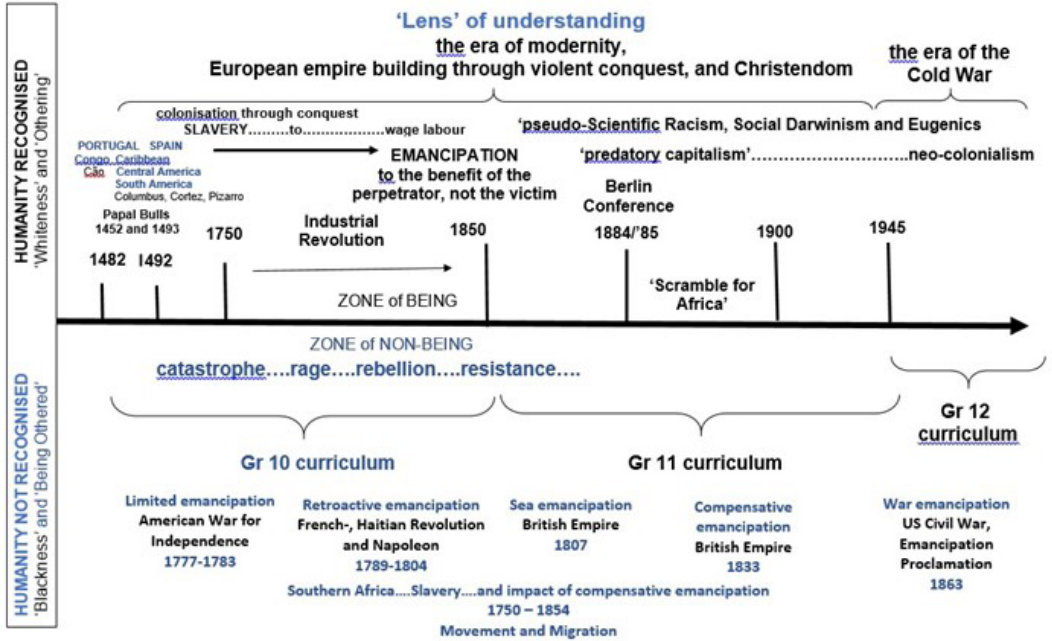 'Lens' of understanding
the era of modernity,
European empire building through violent conquest, and Christendom
the era of the
Cold War
HUMANITY RECOGNISED
'Whiteness' and 'Othering'
colonisation through conquest
SLAVERY.........to.................wage labour
'pseudo-Scientific Racism, Social Darwinism and Eugenics
PORTUGAL SPAIN
Congo Caribbean
Cão Central America
South America
Columbus, Cortez, Pizarro
EMANCIPATION
to the benefit of the
perpetrator, not the victim
'predatory capitalism'.......................neo-colonialism
Papal Bulls
1452 and 1493
Industrial
Revolution
Berlin
Conference
1482
I492
1750
1850
1884/'85
1900
1945
'Scramble for
Africa'
ZONE of BEING
ZONE of NON-BEING
catastrophe....rage....rebellion....resistance....
HUMANITY NOT RECOGNISED
'Blackness' and 'Being Othered'
Gr 10 curriculum
Gr 11 curriculum
Gr 12
curriculum
Limited emancipation
American War for
Independence
1777-1783
Retroactive emancipation
French-, Haitian Revolution
and Napoleon
1789-1804
Sea emancipation
British Empire
1807
Compensative
emancipation
British Empire
1833
War emancipation
US Civil War,
Emancipation
Proclamation
1863
Southern Africa....Slavery....and impact of compensative emancipation
1750 – 1854
Movement and Migration